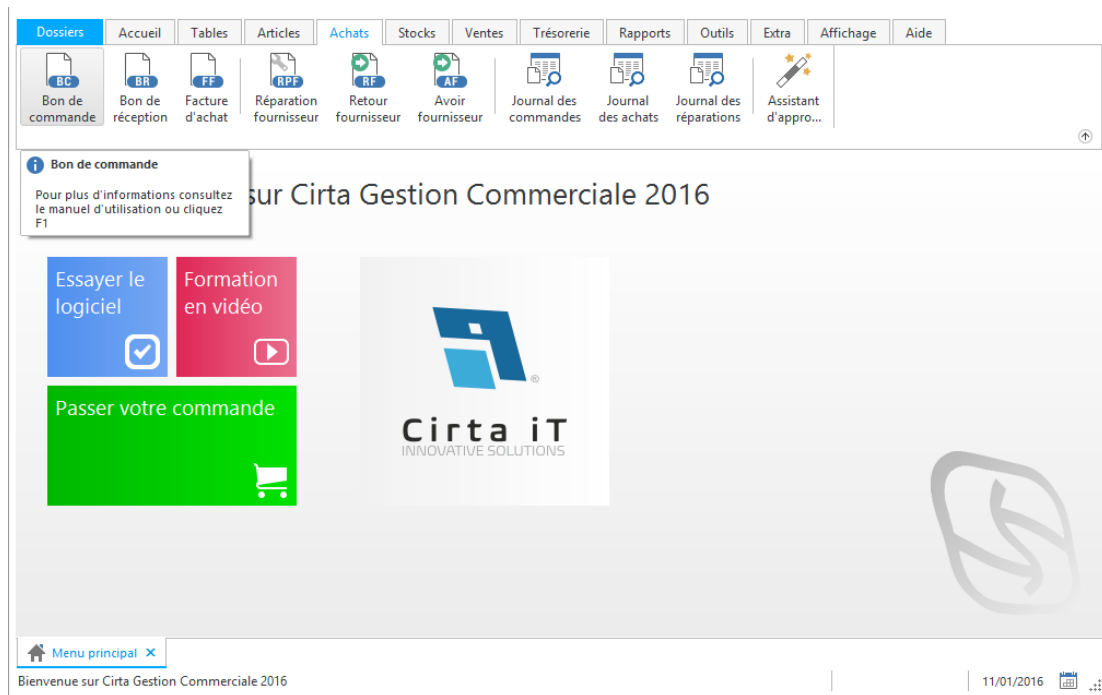 Dossiers Accueil Tables Articles Achats Stocks Ventes Trésorerie Rapports Outils Extra Affichage Aide
BC BR FF RPF RF AF
Bon de commande
Bon de réception
Facture d'achat
Réparation fournisseur
Retour fournisseur
Avoir fournisseur
Journal des commandes
Journal des achats
Journal des réparations
Assistant d'appro...
Bon de commande
Pour plus d'informations consultez
le manuel d'utilisation ou cliquez
F1
sur Cirta Gestion Commerciale 2016
Essayer le
logiciel
Formation
en vidéo
Passer votre commande
®
Cirta iT
INNOVATIVE SOLUTIONS
Menu principal
Bienvenue sur Cirta Gestion Commerciale 2016
11/01/2016